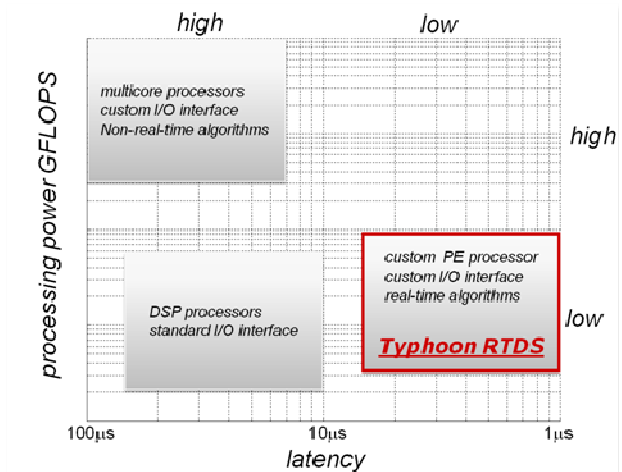 high
low
processing power GFLOPS
multicore processors
custom I/O interface
Non-real-time algorithms
high
custom PE processor
custom I/O interface
real-time algorithms
Typhoon RTDS
low
DSP processors
standard I/O interface
100µs
10µs
1µs
latency